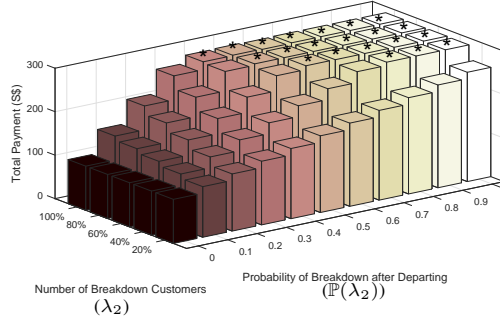 * * * * * * *
* * * * * *
* * * * *
300
200
100
0
Total Payment (S$)
100%
80%
60%
40%
20%
0
0.1
0.2
0.3
0.4
0.5
0.6
0.7
0.8
0.9
Number of Breakdown Customers
(λ₂)
Probability of Breakdown after Departing
(ℙ(λ₂))